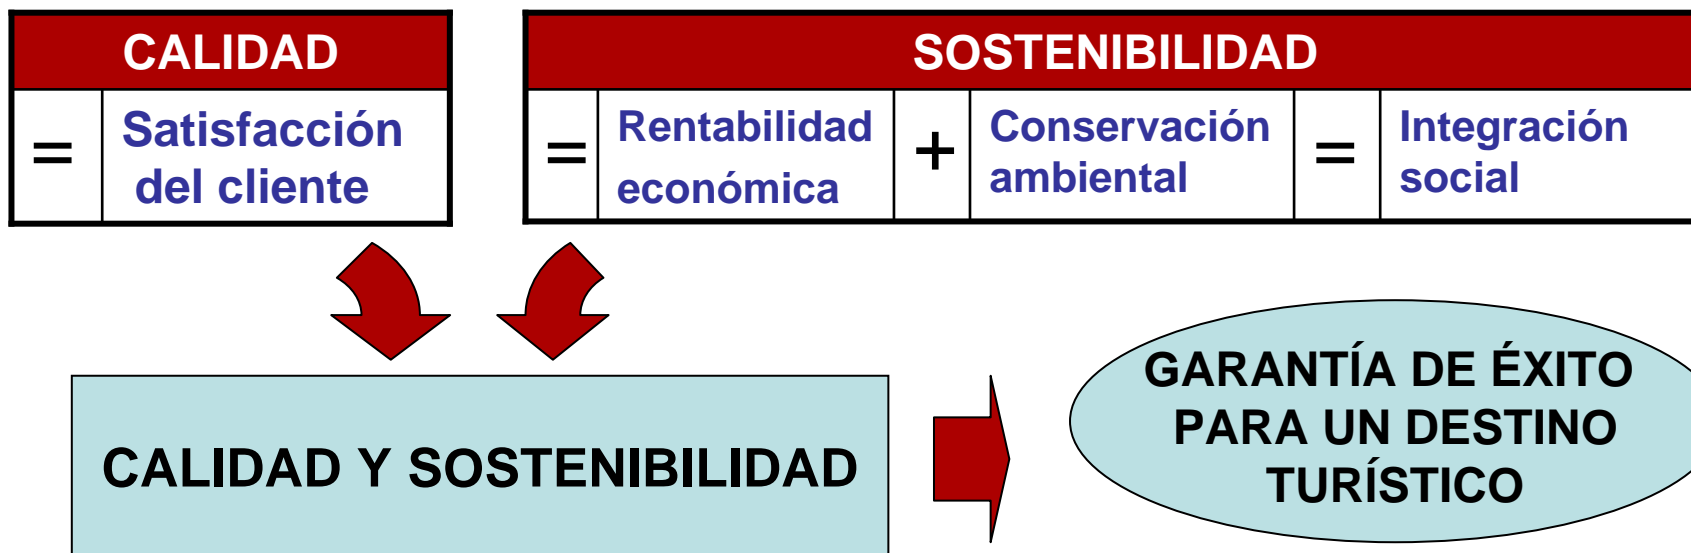 CALIDAD
= Satisfacción
del cliente
SOSTENIBILIDAD
= Rentabilidad
económica
+ Conservación
ambiental
= Integración
social
CALIDAD Y SOSTENIBILIDAD
GARANTÍA DE ÉXITO
PARA UN DESTINO
TURÍSTICO